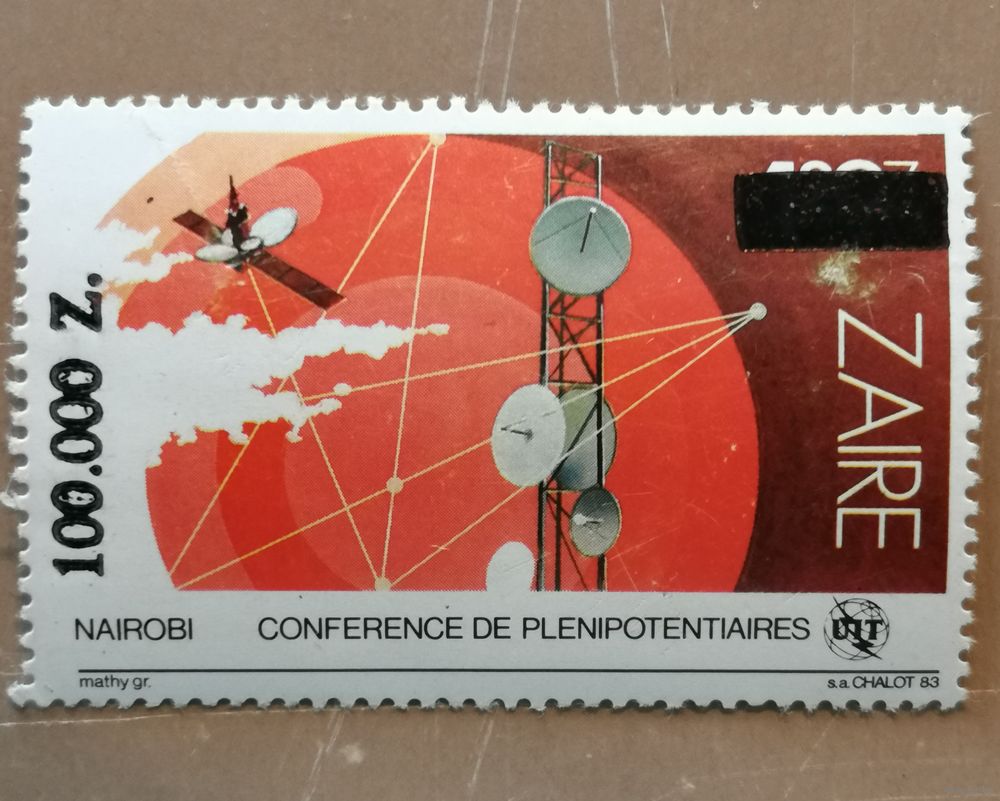 100.000 Z.
ZAIRE
NAIROBI CONFERENCE DE PLENIPOTENTIAIRES UIT
mathy gr. s.a. CHALOT 83